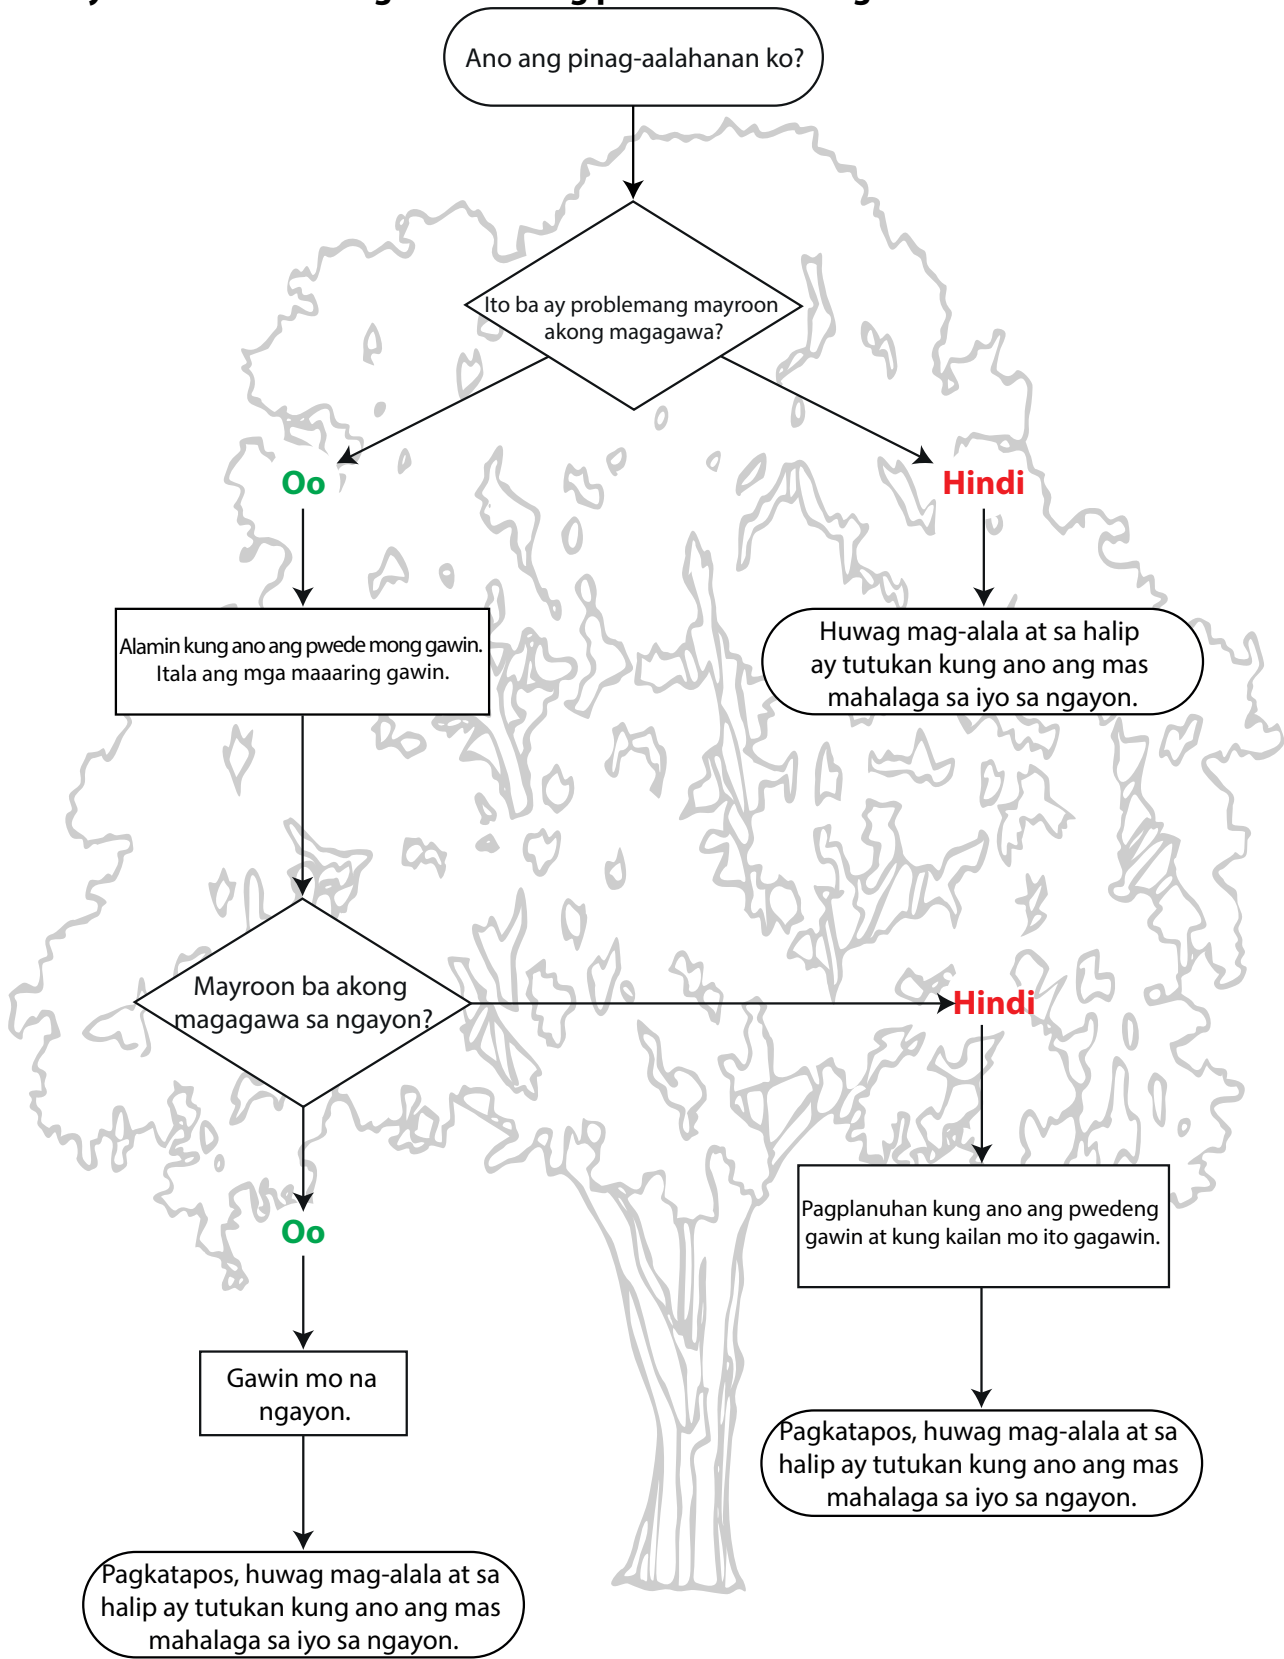 Ano ang pinag-aalahanan ko?
Ito ba ay problemang mayroon
akong magagawa?
Oo
Hindi
Alamin kung ano ang pwede mong gawin.
Itala ang mga maaaring gawin.
Huwag mag-alala at sa halip
ay tutukan kung ano ang mas
mahalaga sa iyo sa ngayon.
Mayroon ba akong
magagawa sa ngayon?
Hindi
Oo
Pagplanuhan kung ano ang pwedeng
gawin at kung kailan mo ito gagawin.
Gawin mo na
ngayon.
Pagkatapos, huwag mag-alala at sa
halip ay tutukan kung ano ang mas
mahalaga sa iyo sa ngayon.
Pagkatapos, huwag mag-alala at sa
halip ay tutukan kung ano ang mas
mahalaga sa iyo sa ngayon.